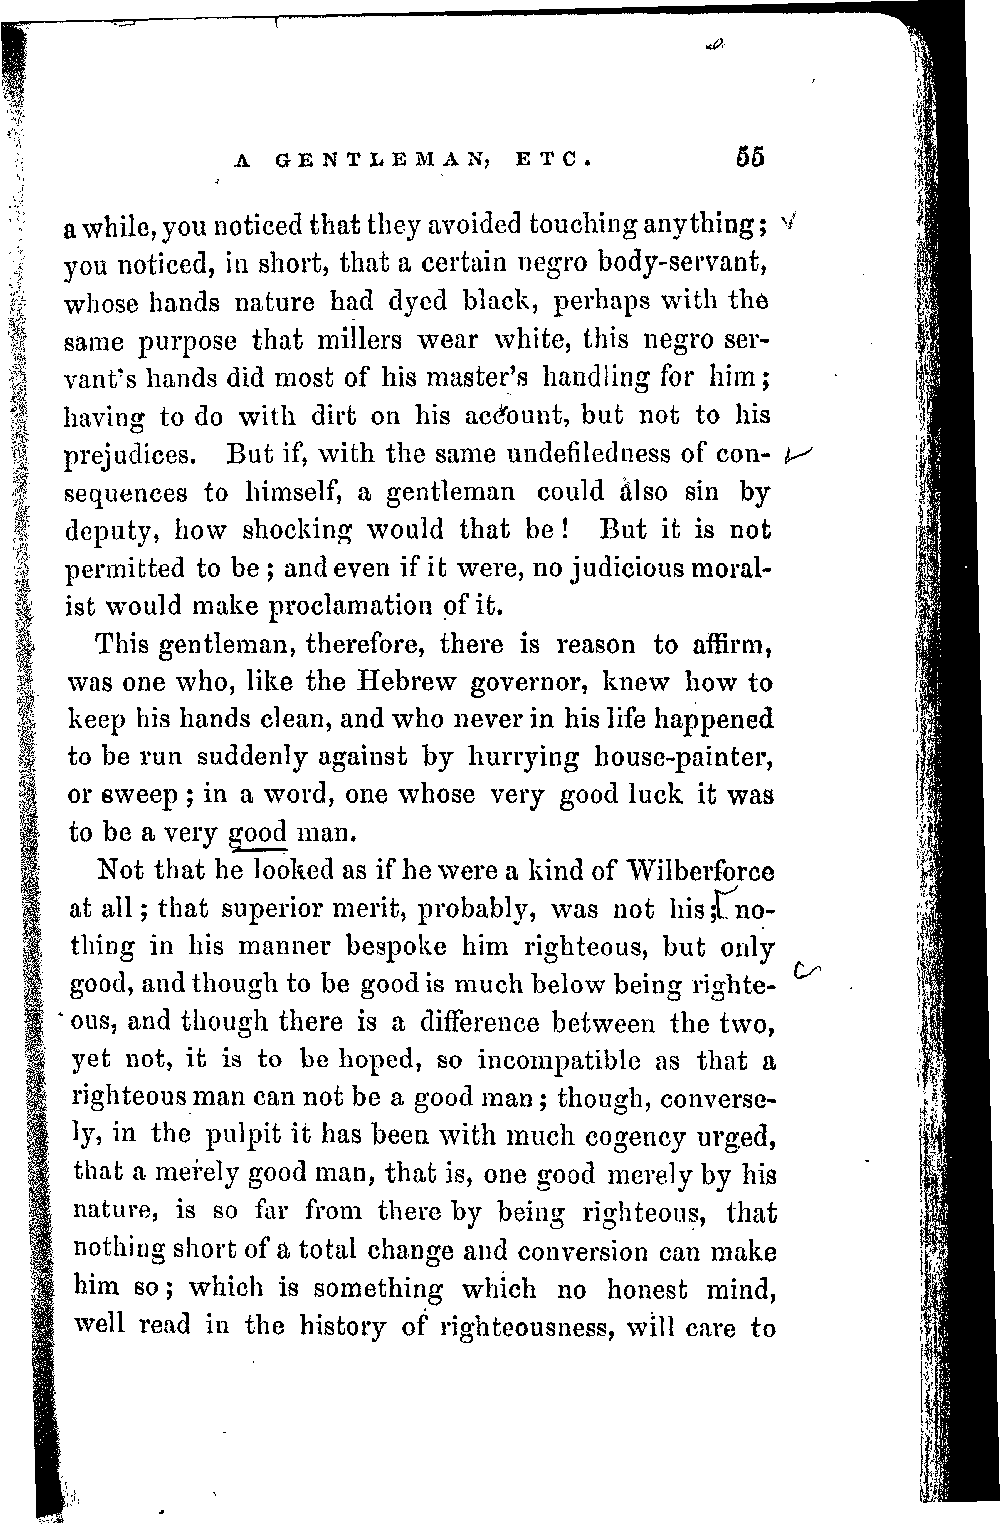 A GENTLEMAN, ETC. 55
a while, you noticed that they avoided touching anything;
you noticed, in short, that a certain negro body-servant,
whose hands nature had dyed black, perhaps with the
same purpose that millers wear white, this negro ser-
vant's hands did most of his master's handling for him;
having to do with dirt on his account, but not to his
prejudices. But if, with the same undefiledness of con-
sequences to himself, a gentleman could also sin by
deputy, how shocking would that be! But it is not
permitted to be; and even if it were, no judicious moral-
ist would make proclamation of it.
This gentleman, therefore, there is reason to affirm,
was one who, like the Hebrew governor, knew how to
keep his hands clean, and who never in his life happened
to be run suddenly against by hurrying house-painter,
or sweep; in a word, one whose very good luck it was
to be a very good man.
Not that he looked as if he were a kind of Wilberforce
at all; that superior merit, probably, was not his; no-
thing in his manner bespoke him righteous, but only
good, and though to be good is much below being righte-
ous, and though there is a difference between the two,
yet not, it is to be hoped, so incompatible as that a
righteous man can not be a good man; though, converse-
ly, in the pulpit it has been with much cogency urged,
that a merely good man, that is, one good merely by his
nature, is so far from there by being righteous, that
nothing short of a total change and conversion can make
him so; which is something which no honest mind,
well read in the history of righteousness, will care to